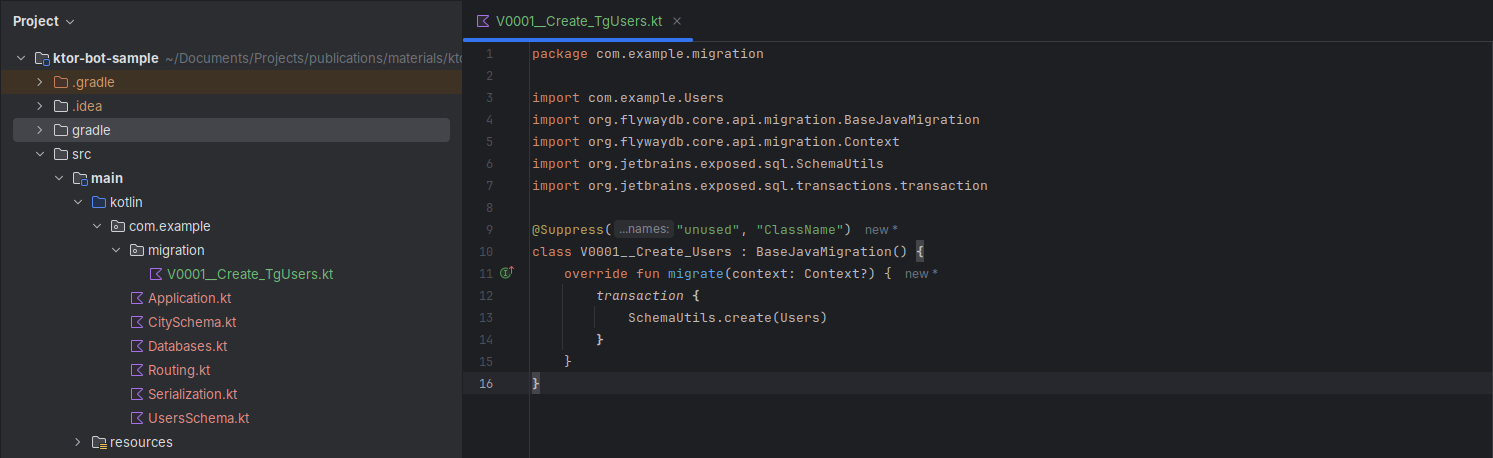 Project
ktor-bot-sample ~/Documents/Projects/publications/materials/kto
.gradle
.idea
gradle
src
main
kotlin
com.example
migration
V0001__Create_TgUsers.kt
Application.kt
CitySchema.kt
Databases.kt
Routing.kt
Serialization.kt
UsersSchema.kt
resources
V0001__Create_TgUsers.kt
1 package com.example.migration
2
3 import com.example.Users
4 import org.flywaydb.core.api.migration.BaseJavaMigration
5 import org.flywaydb.core.api.migration.Context
6 import org.jetbrains.exposed.sql.SchemaUtils
7 import org.jetbrains.exposed.sql.transactions.transaction
8
9 @Suppress( ...names: "unused", "ClassName") new *
10 class V0001__Create_Users : BaseJavaMigration() {
11 override fun migrate(context: Context?) { new *
12 transaction {
13 SchemaUtils.create(Users)
14 }
15 }
16 }